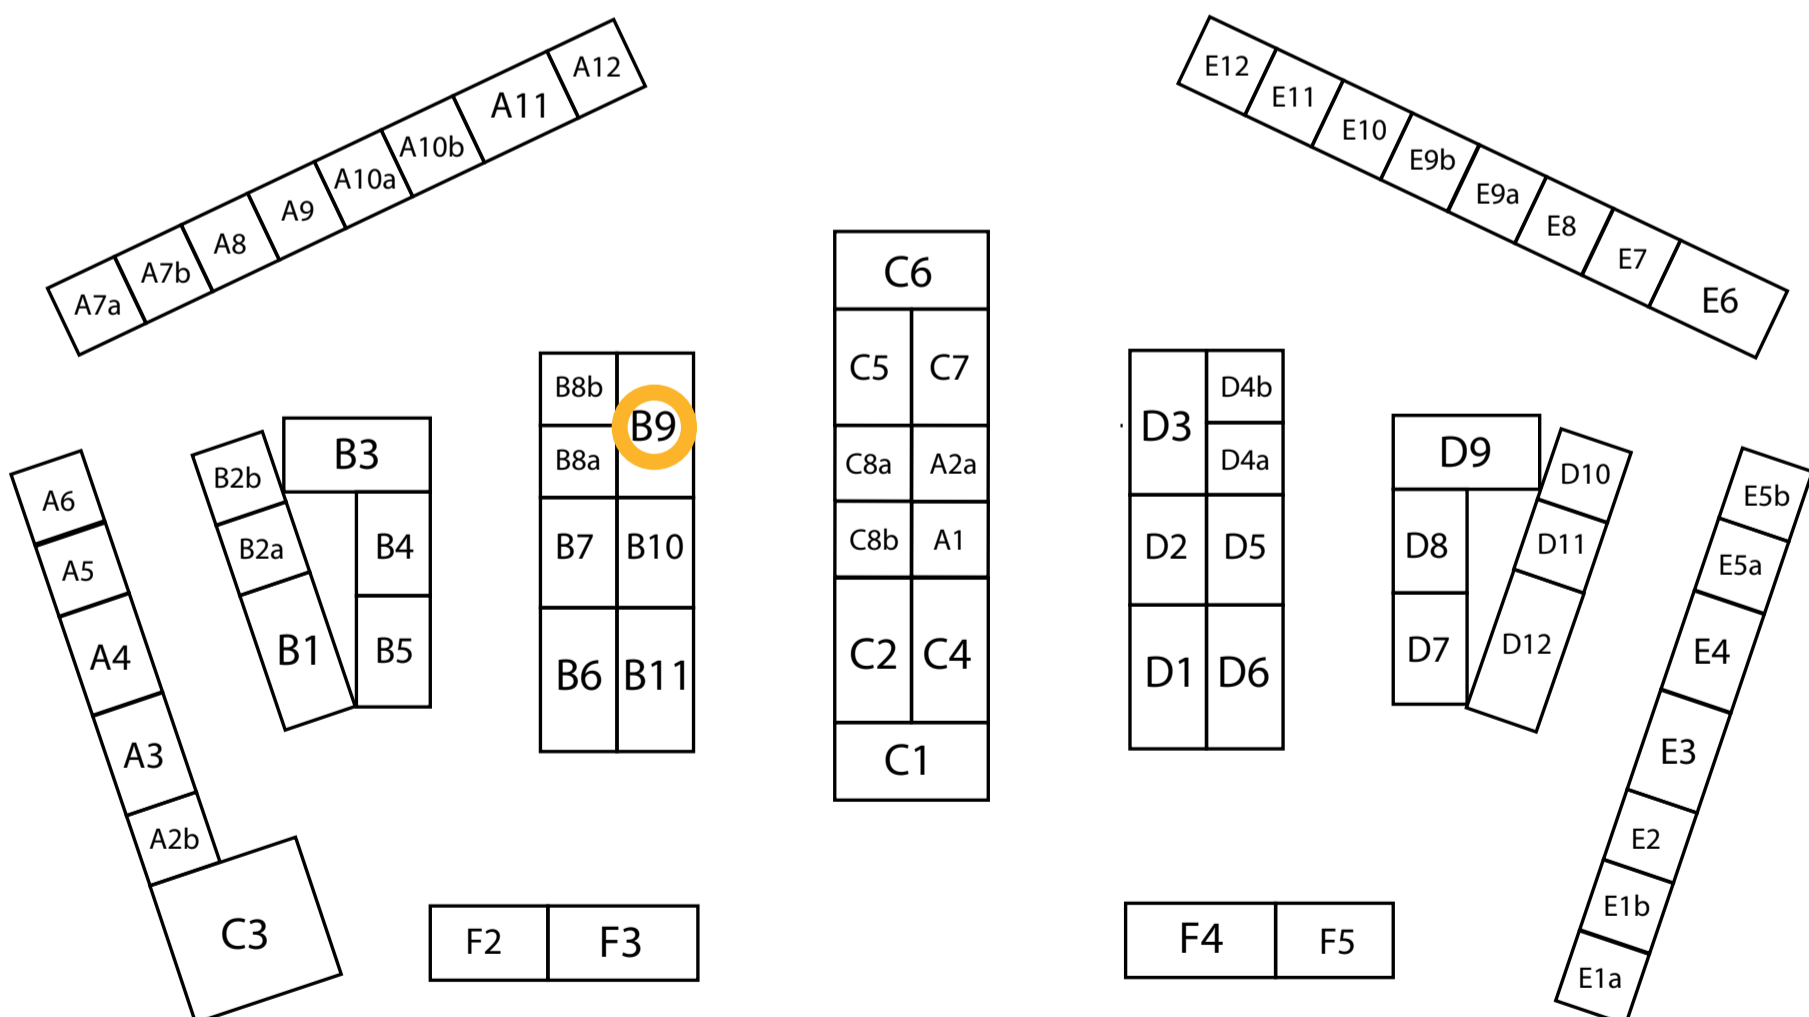 A12
A11
A10b
A10a
A9
A8
A7b
A7a
E12
E11
E10
E9b
E9a
E8
E7
E6
C6
C5 C7
C8a A2a
C8b A1
C2 C4
C1
B8b B9
B8a
B7 B10
B6 B11
D3 D4b
D4a
D2 D5
D1 D6
B3
B2b
B2a B4
B1 B5
D9
D10
D8 D11
D7 D12
A6
A5
A4
A3
A2b
C3
E5b
E5a
E4
E3
E2
E1b
E1a
F2 F3
F4 F5